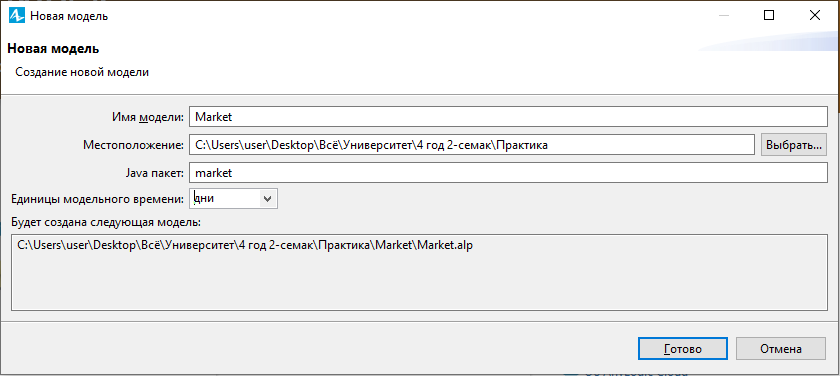 Новая модель
Новая модель
Создание новой модели
Имя модели: Market
Местоположение: C:\Users\user\Desktop\Всё\Университет\4 год 2-семак\Практика Выбрать...
Java пакет: market
Единицы модельного времени: дни
Будет создана следующая модель:
C:\Users\user\Desktop\Всё\Университет\4 год 2-семак\Практика\Market\Market.alp
Готово Отмена